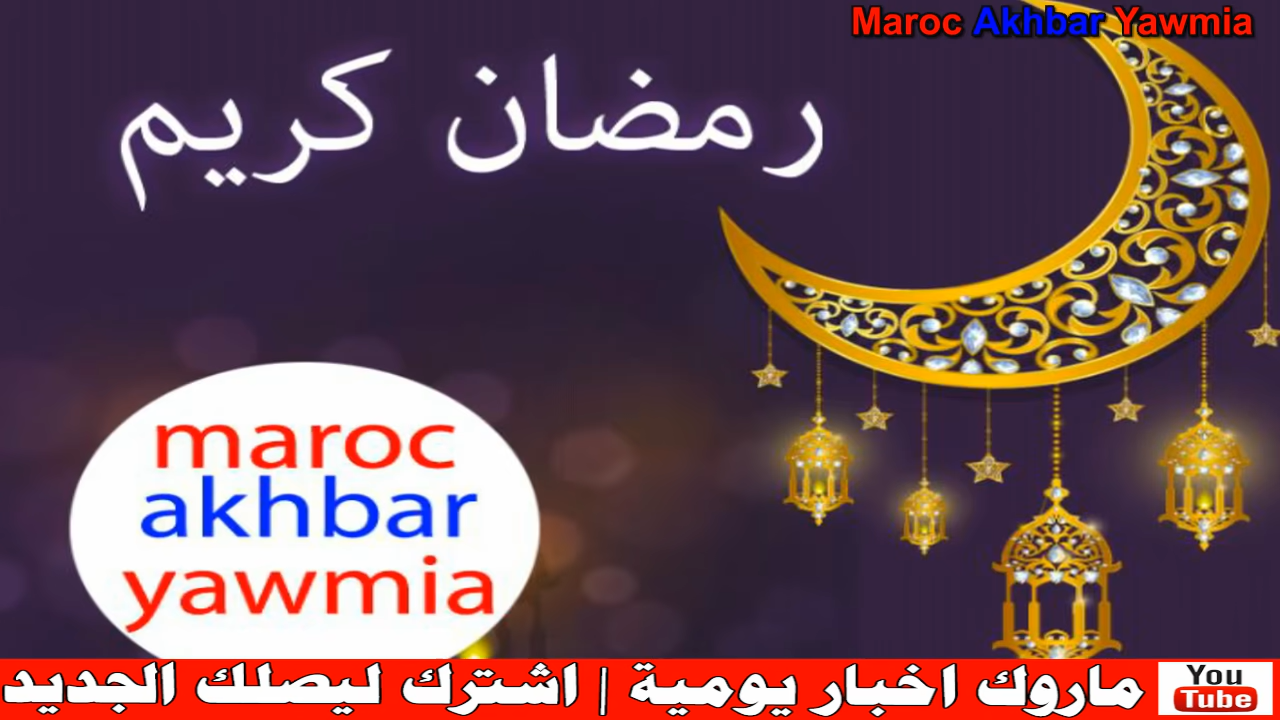 Maroc Akhbar Yawmia
رمضان كريم
maroc
akhbar
yawmia
ماروك اخبار يومية | اشترك ليصلك الجديد
You
Tube